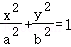 x²/a² + y²/b² = 1